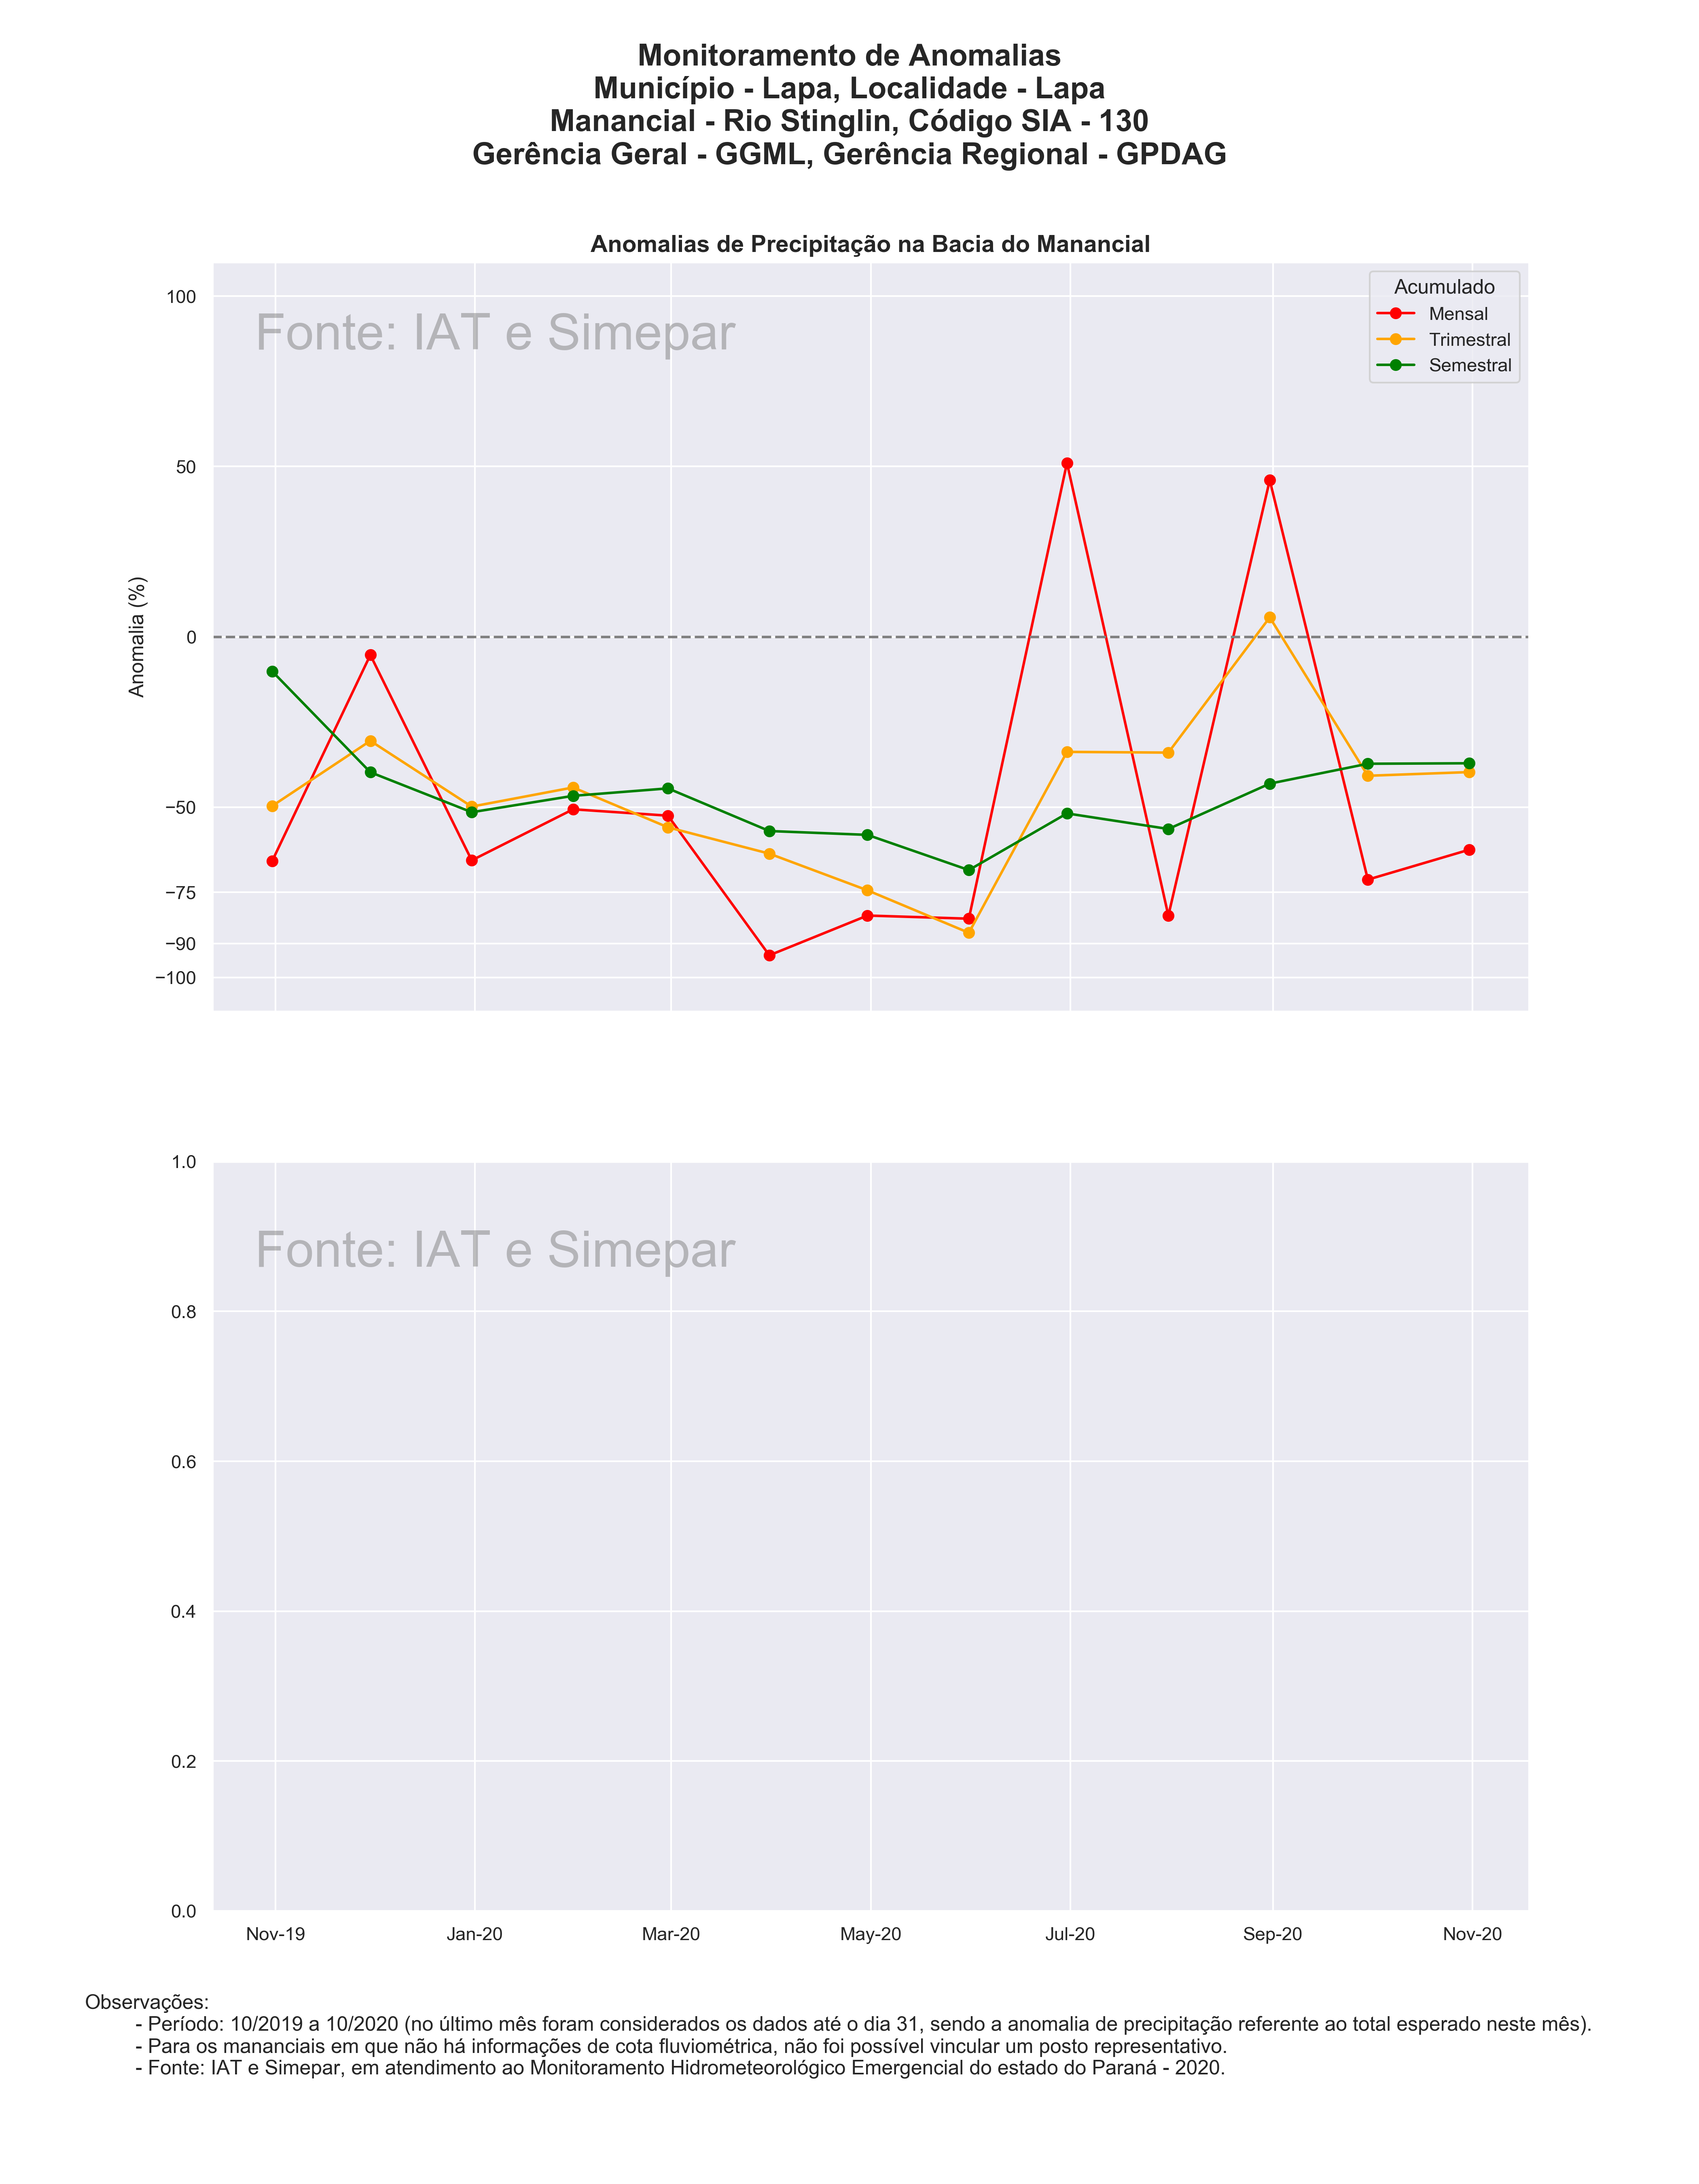 Monitoramento de Anomalias
Município - Lapa, Localidade - Lapa
Manancial - Rio Stinglin, Código SIA - 130
Gerência Geral - GGML, Gerência Regional - GPDAG
Anomalias de Precipitação na Bacia do Manancial
Fonte: IAT e Simepar
Acumulado
Mensal
Trimestral
Semestral
Anomalia (%)
100
50
0
−50
−75
−90
−100
Fonte: IAT e Simepar
1.0
0.8
0.6
0.4
0.2
0.0
Nov-19 Jan-20 Mar-20 May-20 Jul-20 Sep-20 Nov-20
Observações:
- Período: 10/2019 a 10/2020 (no último mês foram considerados os dados até o dia 31, sendo a anomalia de precipitação referente ao total esperado neste mês).
- Para os mananciais em que não há informações de cota fluviométrica, não foi possível vincular um posto representativo.
- Fonte: IAT e Simepar, em atendimento ao Monitoramento Hidrometeorológico Emergencial do estado do Paraná - 2020.